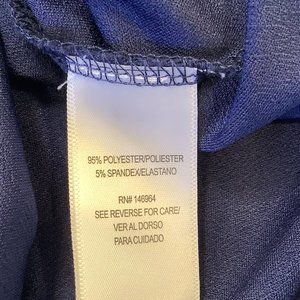 95% POLYESTER/POLIESTER
5% SPANDEX/ELASTANO
RN# 146964
SEE REVERSE FOR CARE/
VER AL DORSO
PARA CUIDADO